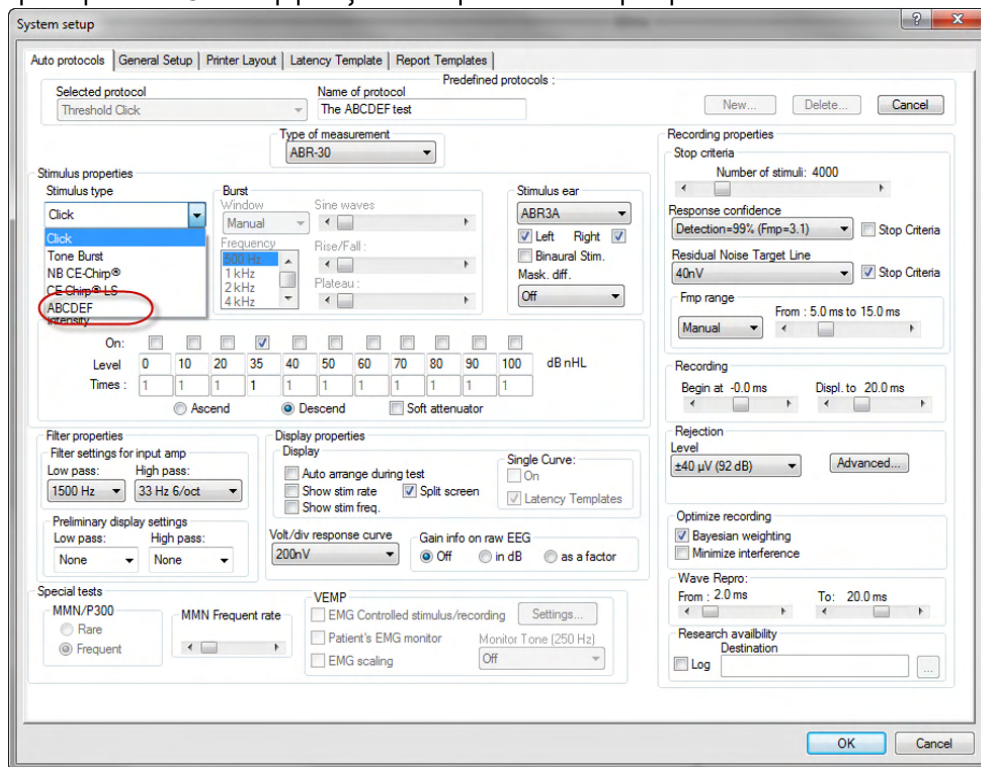 System setup
Auto protocols General Setup Printer Layout Latency Template Report Templates
Predefined protocols :
Selected protocol Name of protocol
Threshold Click The ABCDEF test New... Delete... Cancel
Type of measurement
ABR-30
Stimulus properties
Stimulus type
Click
Click
Tone Burst
NB CE-Chirp®
CE-Chirp® LS
ABCDEF
Burst
Window Sine waves
Manual
Frequency Rise/Fall :
500 Hz
1 kHz
2 kHz Plateau :
4 kHz
Stimulus ear
ABR3A
Left Right
Binaural Stim.
Mask. diff.
Off
Intensity
On:
Level 0 10 20 35 40 50 60 70 80 90 100 dB nHL
Times : 1 1 1 1 1 1 1 1 1 1 1
Ascend Descend Soft attenuator
Filter properties
Filter settings for input amp
Low pass: High pass:
1500 Hz 33 Hz 6/oct
Preliminary display settings
Low pass: High pass:
None None
Display properties
Display
Auto arrange during test
Show stim rate Split screen
Show stim freq.
Single Curve:
On
Latency Templates
Volt/div response curve
200nV
Gain info on raw EEG
Off in dB as a factor
Special tests
MMN/P300
Rare
Frequent
MMN Frequent rate
VEMP
EMG Controlled stimulus/recording Settings...
Patient's EMG monitor Monitor Tone (250 Hz)
EMG scaling Off
Recording properties
Stop criteria
Number of stimuli: 4000
Response confidence
Detection=99% (Fmp=3.1) Stop Criteria
Residual Noise Target Line
40nV Stop Criteria
Fmp range
From : 5.0 ms to 15.0 ms
Manual
Recording
Begin at -0.0 ms Displ. to 20.0 ms
Rejection
Level
±40 µV (92 dB) Advanced...
Optimize recording
Bayesian weighting
Minimize interference
Wave Repro:
From : 2.0 ms To: 20.0 ms
Research availbility
Destination
Log ...
OK Cancel